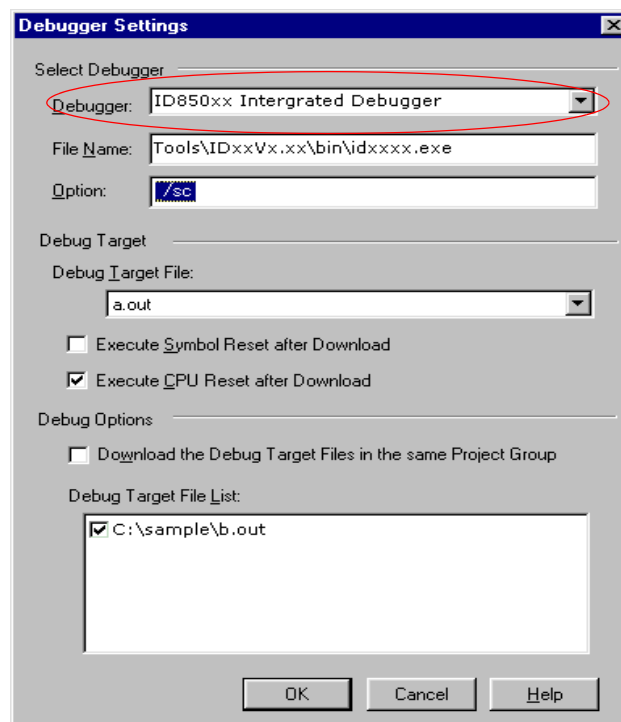 Debugger Settings
Select Debugger
Debugger: ID850xx Intergrated Debugger
File Name: Tools\IDxxVx.xx\bin\idxxxx.exe
Option: /sc
Debug Target
Debug Target File:
a.out
Execute Symbol Reset after Download
Execute CPU Reset after Download
Debug Options
Download the Debug Target Files in the same Project Group
Debug Target File List:
C:\sample\b.out
OK Cancel Help